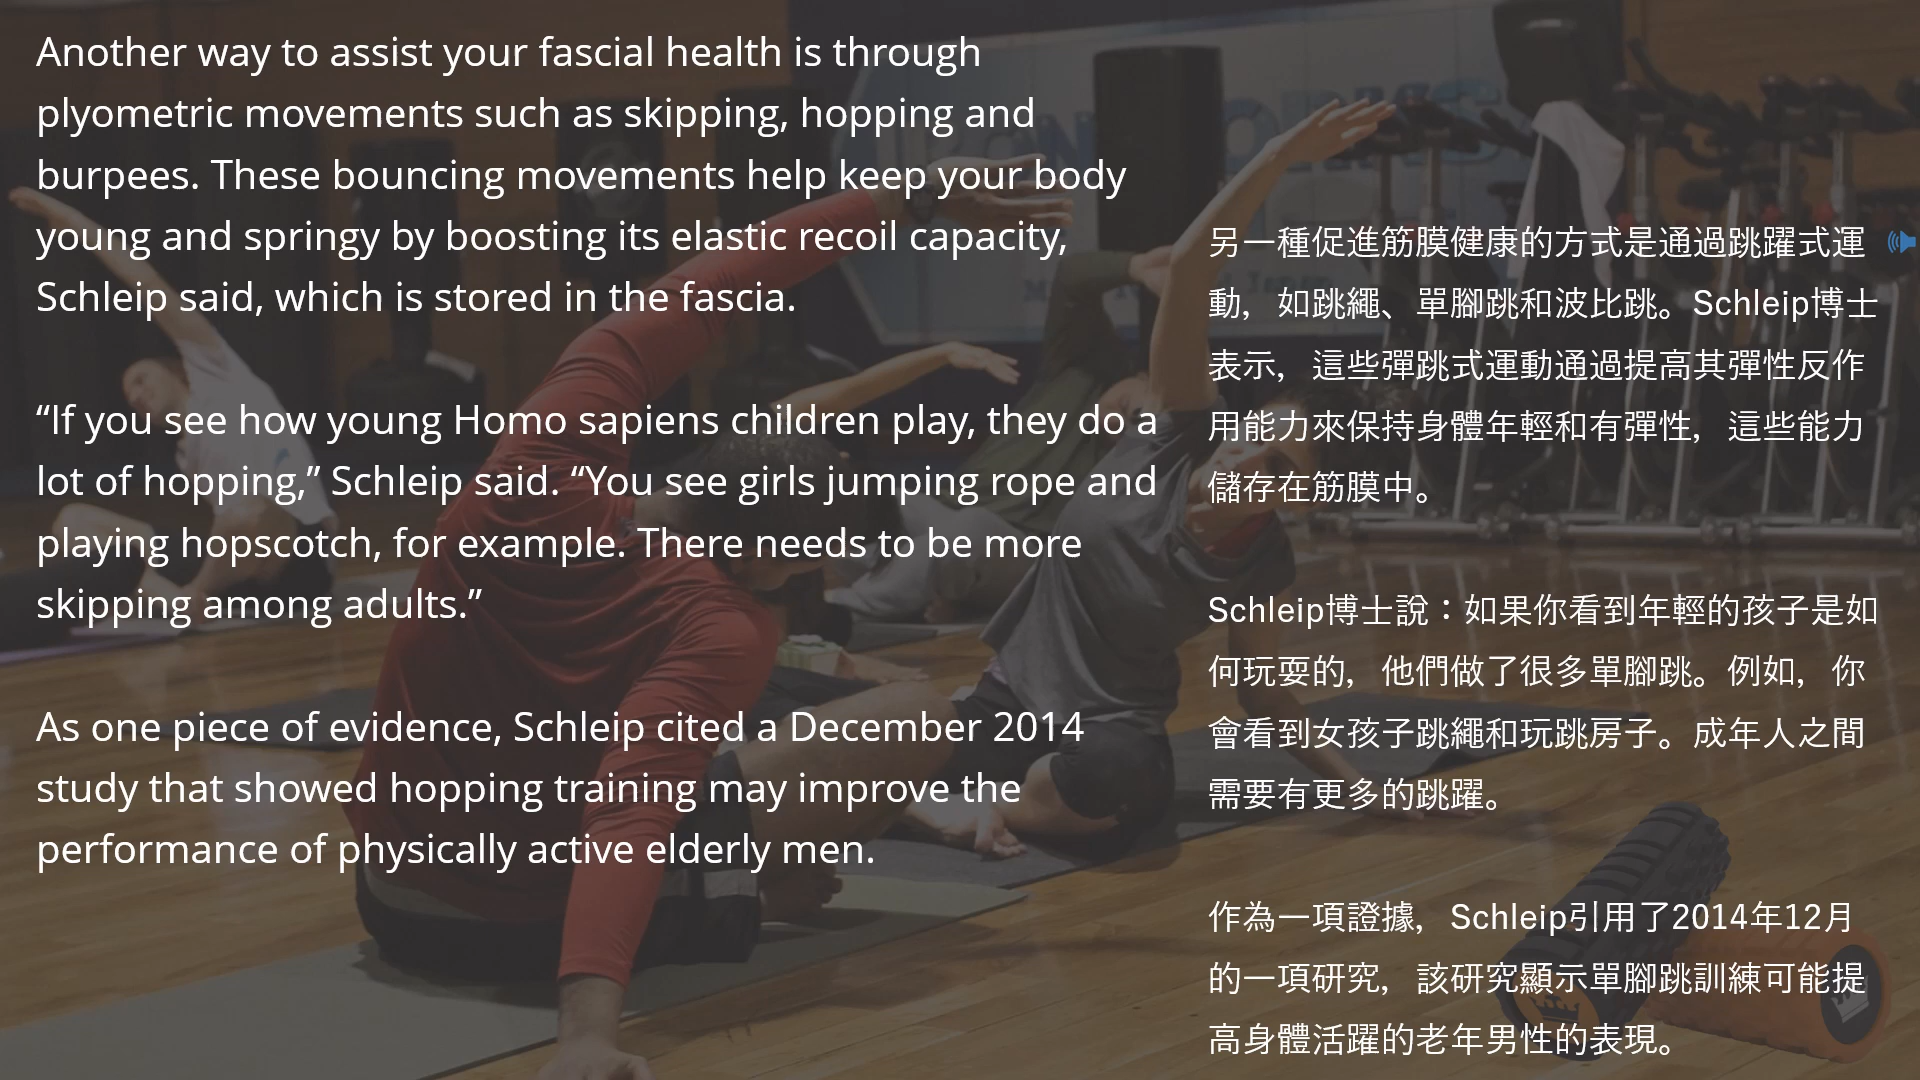 Another way to assist your fascial health is through
plyometric movements such as skipping, hopping and
burpees. These bouncing movements help keep your body
young and springy by boosting its elastic recoil capacity,
Schleip said, which is stored in the fascia.
“If you see how young Homo sapiens children play, they do a
lot of hopping,” Schleip said. “You see girls jumping rope and
playing hopscotch, for example. There needs to be more
skipping among adults.”
As one piece of evidence, Schleip cited a December 2014
study that showed hopping training may improve the
performance of physically active elderly men.
另一種促進筋膜健康的方式是通過跳躍式運
動，如跳繩、單腳跳和波比跳。Schleip博士
表示，這些彈跳式運動通過提高其彈性反作
用能力來保持身體年輕和有彈性，這些能力
儲存在筋膜中。
Schleip博士說：如果你看到年輕的孩子是如
何玩耍的，他們做了很多單腳跳。例如，你
會看到女孩子跳繩和玩跳房子。成年人之間
需要有更多的跳躍。
作為一項證據，Schleip引用了2014年12月
的一項研究，該研究顯示單腳跳訓練可能提
高身體活躍的老年男性的表現。